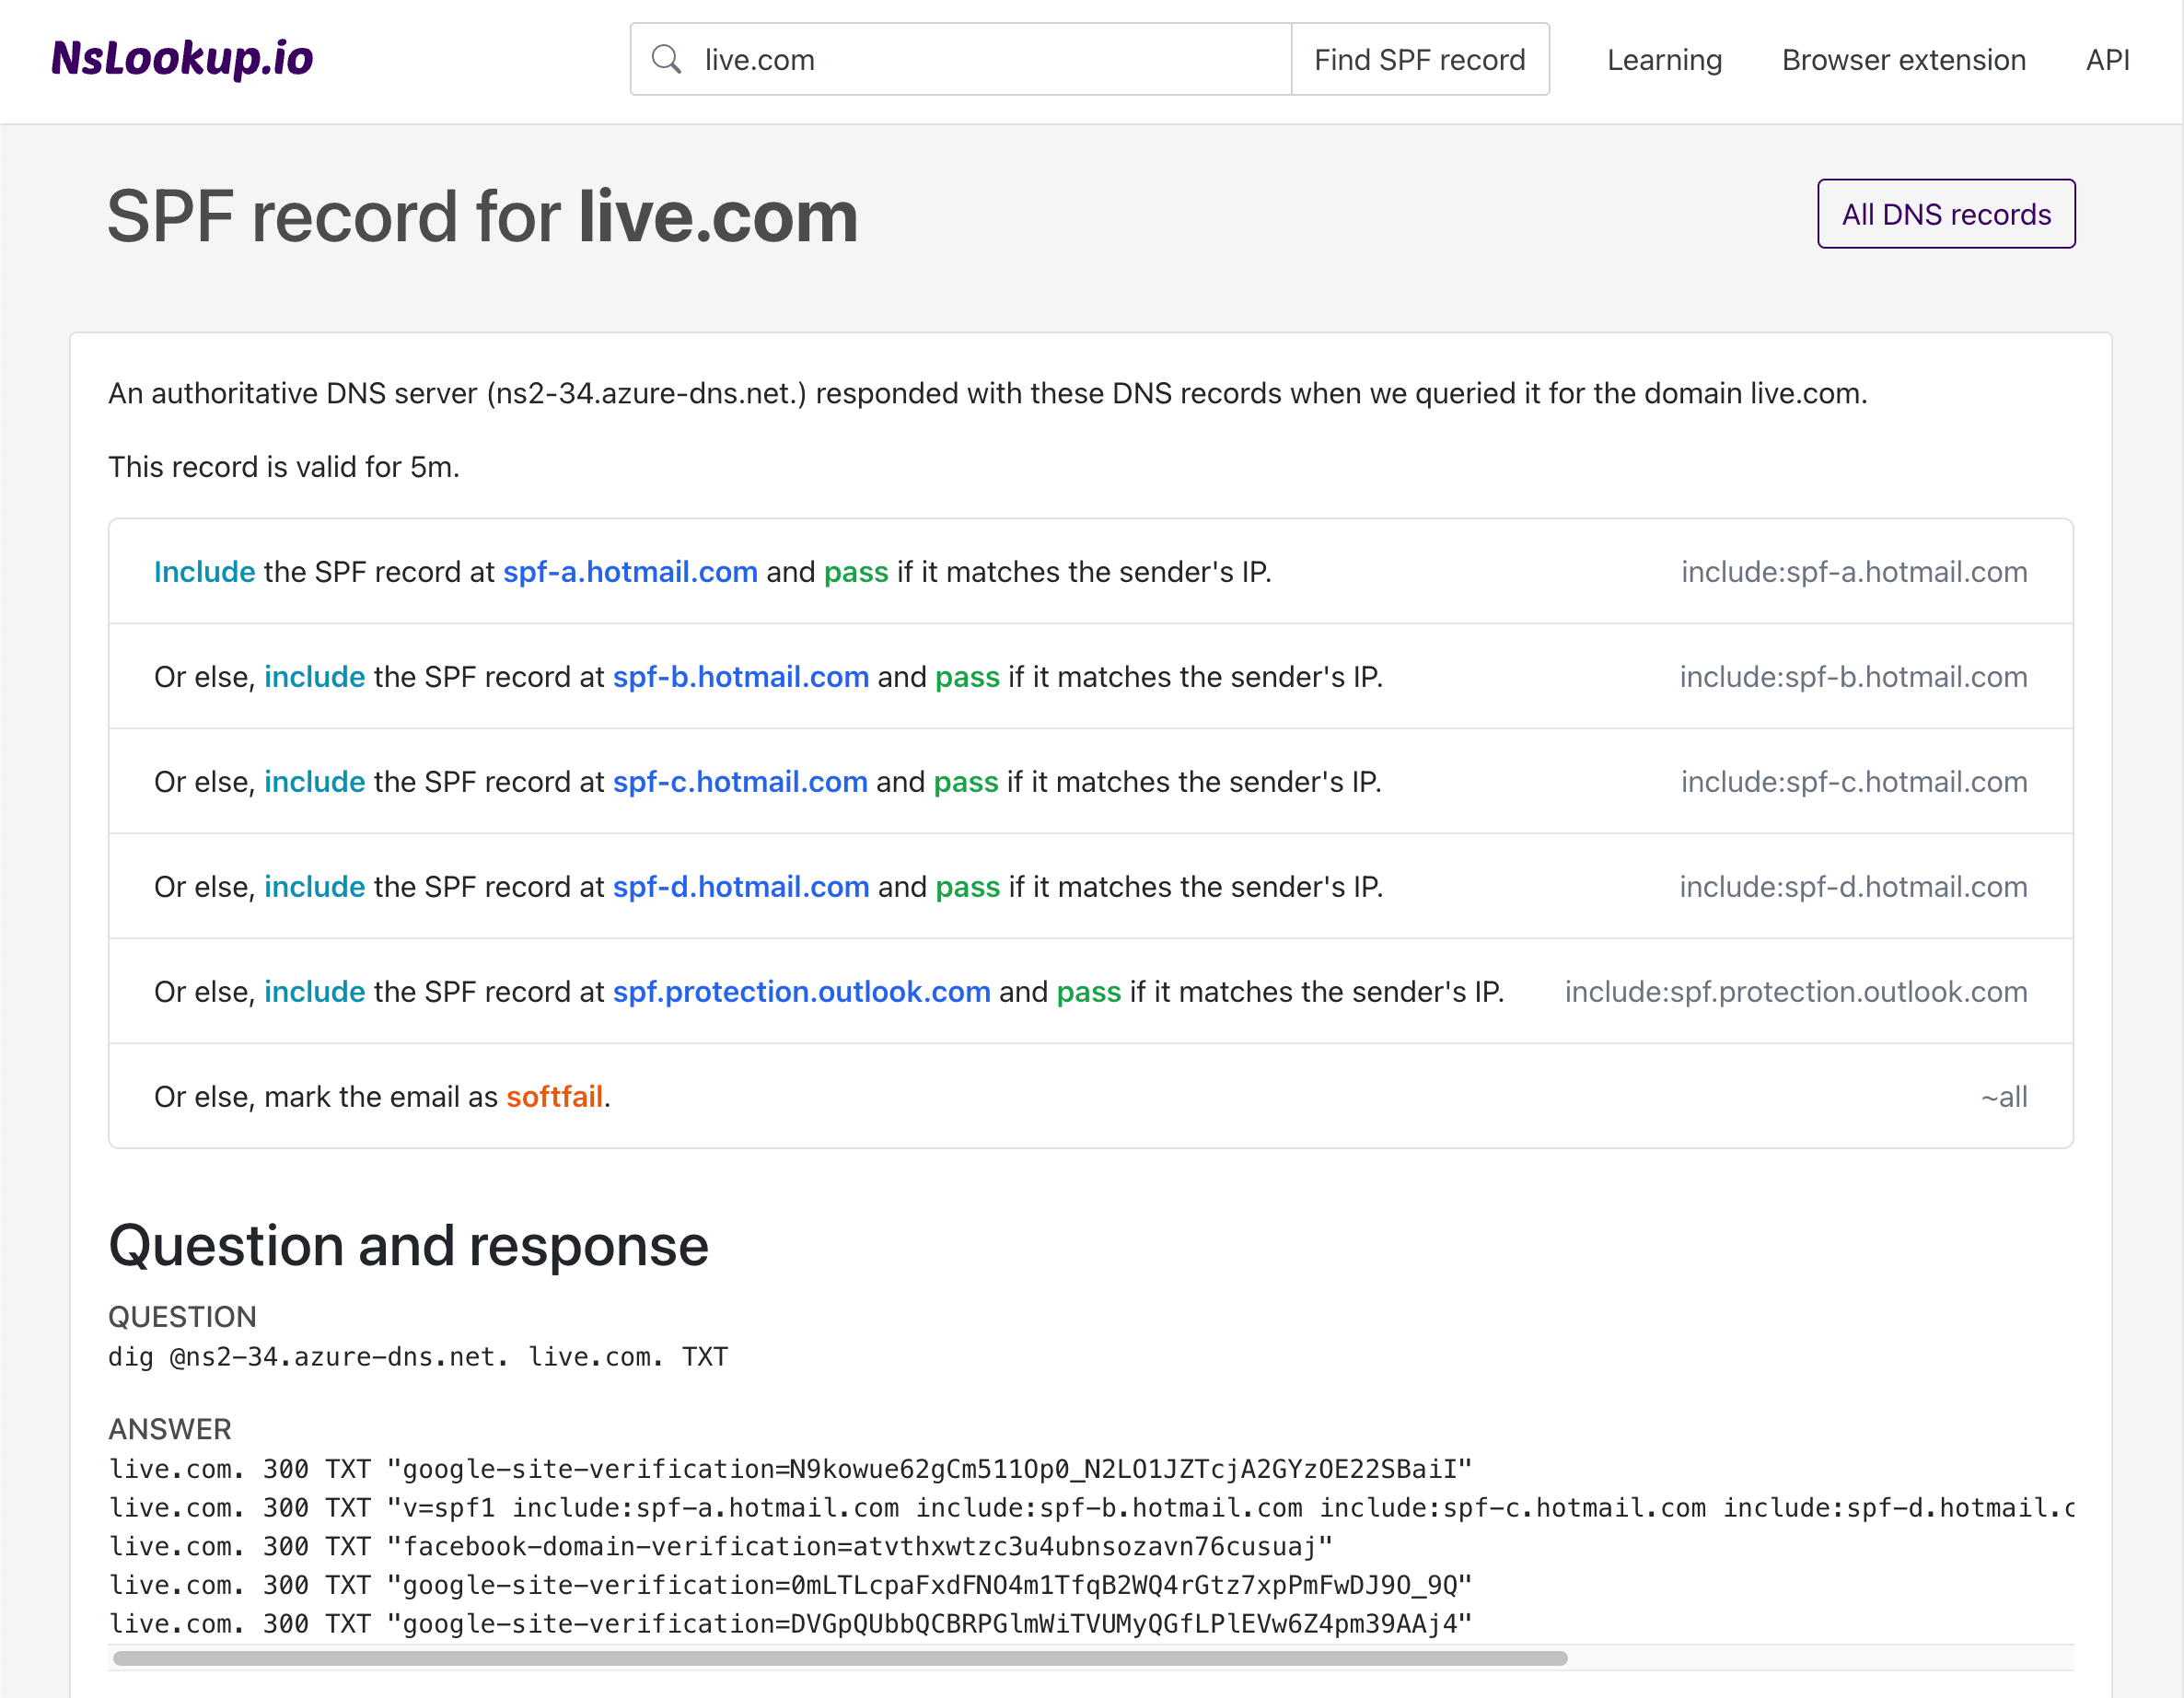 NsLookup.io
live.com
Find SPF record
Learning
Browser extension
API
SPF record for live.com
All DNS records
An authoritative DNS server (ns2-34.azure-dns.net.) responded with these DNS records when we queried it for the domain live.com.
This record is valid for 5m.
Include the SPF record at spf-a.hotmail.com and pass if it matches the sender's IP. include:spf-a.hotmail.com
Or else, include the SPF record at spf-b.hotmail.com and pass if it matches the sender's IP. include:spf-b.hotmail.com
Or else, include the SPF record at spf-c.hotmail.com and pass if it matches the sender's IP. include:spf-c.hotmail.com
Or else, include the SPF record at spf-d.hotmail.com and pass if it matches the sender's IP. include:spf-d.hotmail.com
Or else, include the SPF record at spf.protection.outlook.com and pass if it matches the sender's IP. include:spf.protection.outlook.com
Or else, mark the email as softfail. ~all
Question and response
QUESTION
dig @ns2-34.azure-dns.net. live.com. TXT
ANSWER
live.com. 300 TXT "google-site-verification=N9kowue62gCm511Op0_N2LO1JZTcjA2GYzOE22SBaiI"
live.com. 300 TXT "v=spf1 include:spf-a.hotmail.com include:spf-b.hotmail.com include:spf-c.hotmail.com include:spf-d.hotmail.c
live.com. 300 TXT "facebook-domain-verification=atvthxwtzc3u4ubnsozavn76cusuaj"
live.com. 300 TXT "google-site-verification=0mLTLcpaFxdFNO4m1TfqB2WQ4rGtz7xpPmFwDJ9O_9Q"
live.com. 300 TXT "google-site-verification=DVGpQUbbQCBRPGlmWiTVUMyQGfLPlEVw6Z4pm39AAj4"